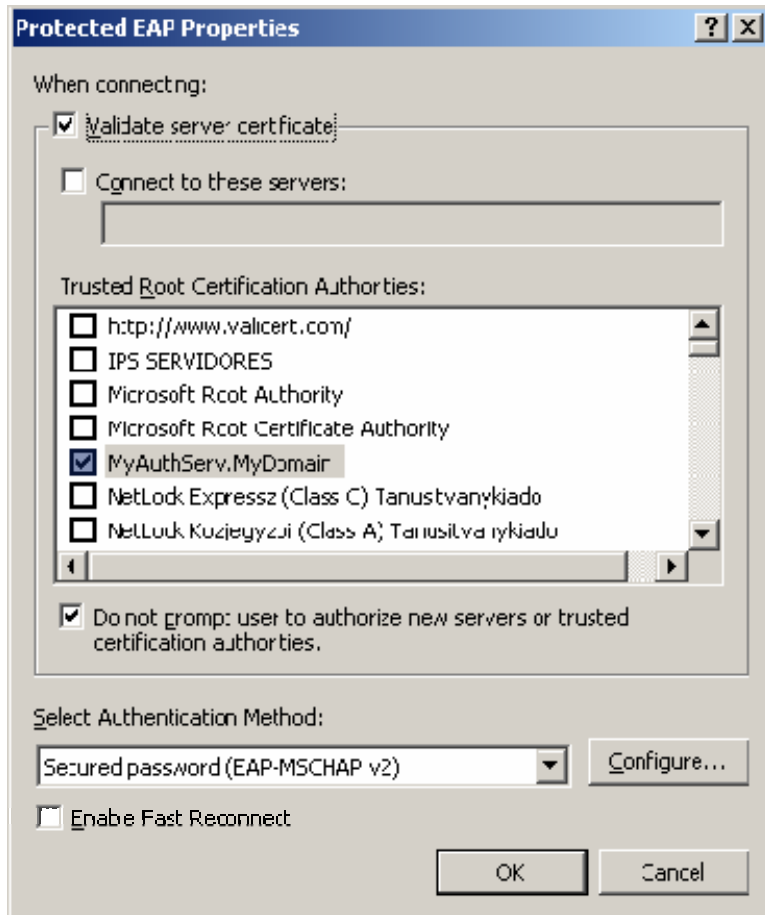 Protected EAP Properties
When connecting:
Validate server certificate
Connect to these servers:
Trusted Root Certification Authorities:
http://www.valicert.com/
IPS SERVIDORES
Microsoft Root Authority
Microsoft Root Certificate Authority
MyAuthServ.MyDomain
NetLock Expressz (Class C) Tanusitvanykiado
NetLock Kozjegyzoi (Class A) Tanusitvanykiado
Do not prompt user to authorize new servers or trusted
certification authorities.
Select Authentication Method:
Secured password (EAP-MSCHAP v2)
Configure...
Enable Fast Reconnect
OK
Cancel